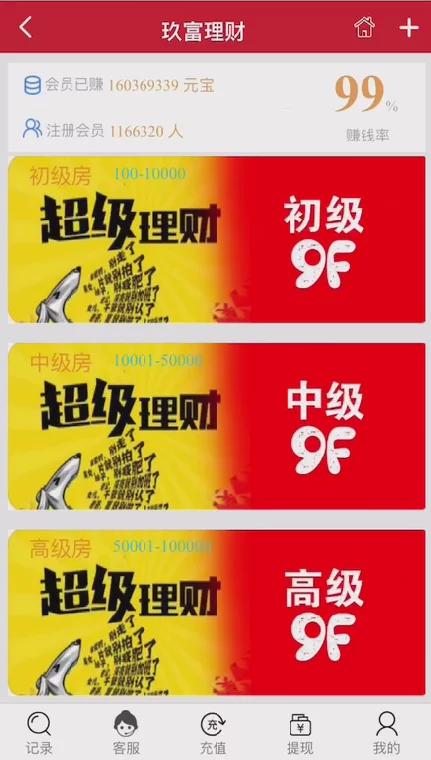 玖富理财
会员已赚 160369339 元宝
99%
注册会员 1166320 人
赚钱率
初级房 100-10000
超级理财
初级
9F
中级房 10001-50000
超级理财
中级
9F
高级房 50001-100000
超级理财
高级
9F
记录
客服
充值
提现
我的